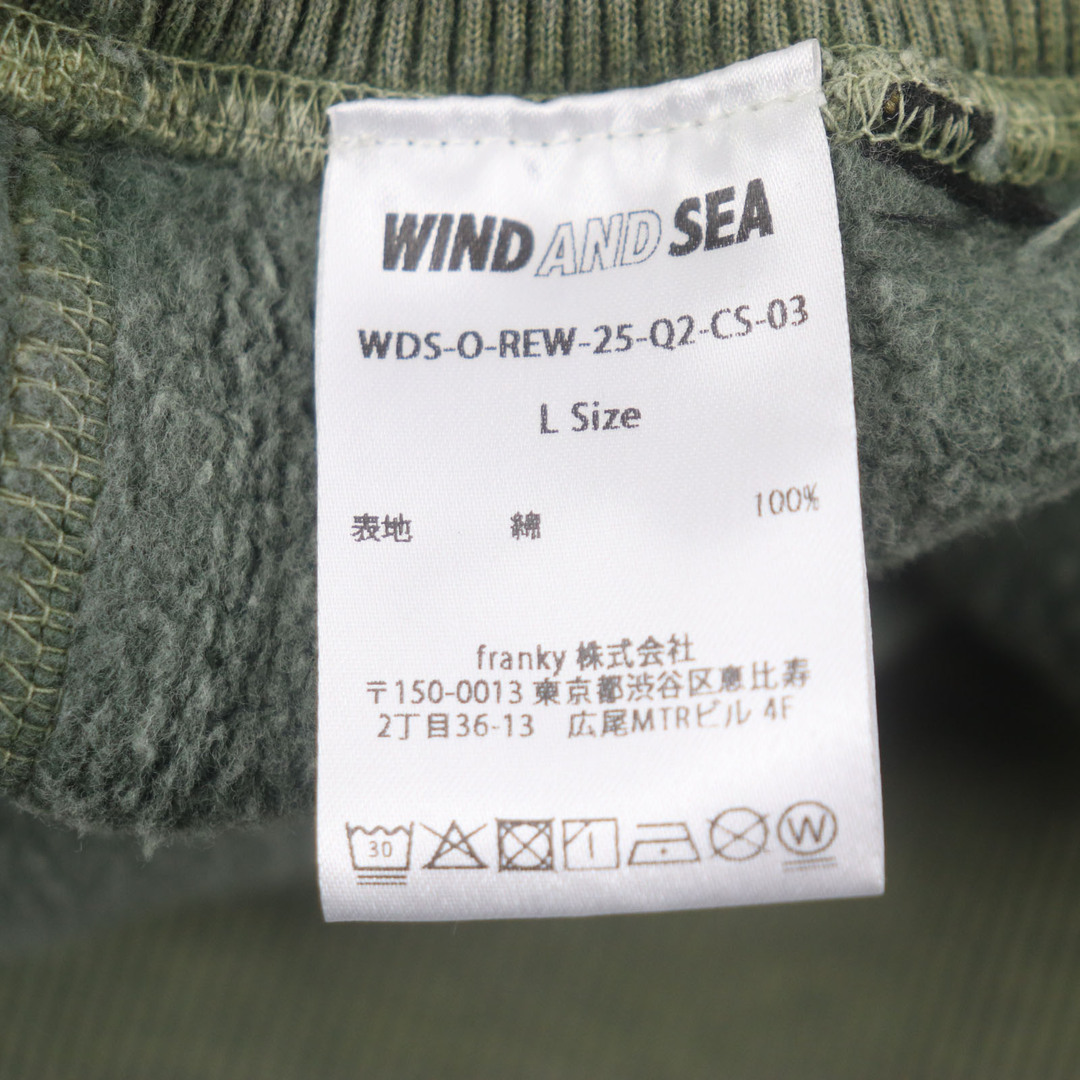 WIND AND SEA
WDS-O-REW-25-Q2-CS-03
L Size
表地 綿 100%
franky 株式会社
〒150-0013 東京都渋谷区恵比寿
2丁目36-13 広尾MTRビル 4F
30 W